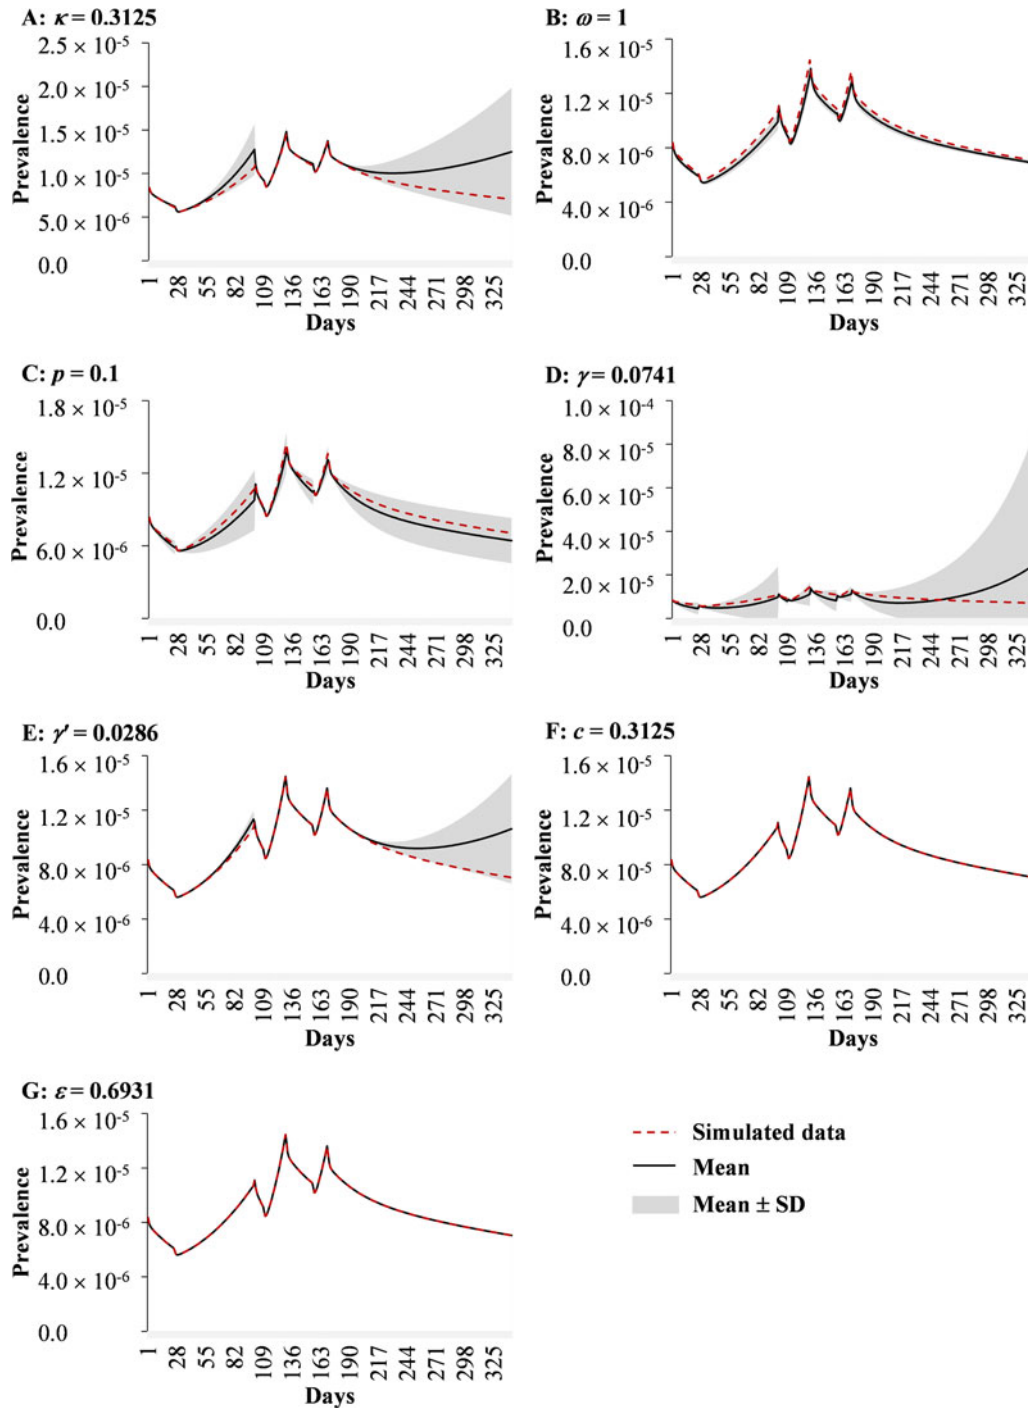 A: κ = 0.3125
2.5 × 10⁻⁵
2.0 × 10⁻⁵
1.5 × 10⁻⁵
1.0 × 10⁻⁵
5.0 × 10⁻⁶
0.0
Prevalence
1 28 55 82 109 136 163 190 217 244 271 298 325
Days
B: ω = 1
1.6 × 10⁻⁵
1.2 × 10⁻⁵
8.0 × 10⁻⁶
4.0 × 10⁻⁶
0.0
Prevalence
1 28 55 82 109 136 163 190 217 244 271 298 325
Days
C: p = 0.1
1.8 × 10⁻⁵
1.2 × 10⁻⁵
6.0 × 10⁻⁶
0.0
Prevalence
1 28 55 82 109 136 163 190 217 244 271 298 325
Days
D: γ = 0.0741
1.0 × 10⁻⁴
8.0 × 10⁻⁵
6.0 × 10⁻⁵
4.0 × 10⁻⁵
2.0 × 10⁻⁵
0.0
Prevalence
1 28 55 82 109 136 163 190 217 244 271 298 325
Days
E: γ′ = 0.0286
1.6 × 10⁻⁵
1.2 × 10⁻⁵
8.0 × 10⁻⁶
4.0 × 10⁻⁶
0.0
Prevalence
1 28 55 82 109 136 163 190 217 244 271 298 325
Days
F: c = 0.3125
1.6 × 10⁻⁵
1.2 × 10⁻⁵
8.0 × 10⁻⁶
4.0 × 10⁻⁶
0.0
Prevalence
1 28 55 82 109 136 163 190 217 244 271 298 325
Days
G: ε = 0.6931
1.6 × 10⁻⁵
1.2 × 10⁻⁵
8.0 × 10⁻⁶
4.0 × 10⁻⁶
0.0
Prevalence
1 28 55 82 109 136 163 190 217 244 271 298 325
Days
Simulated data
Mean
Mean ± SD